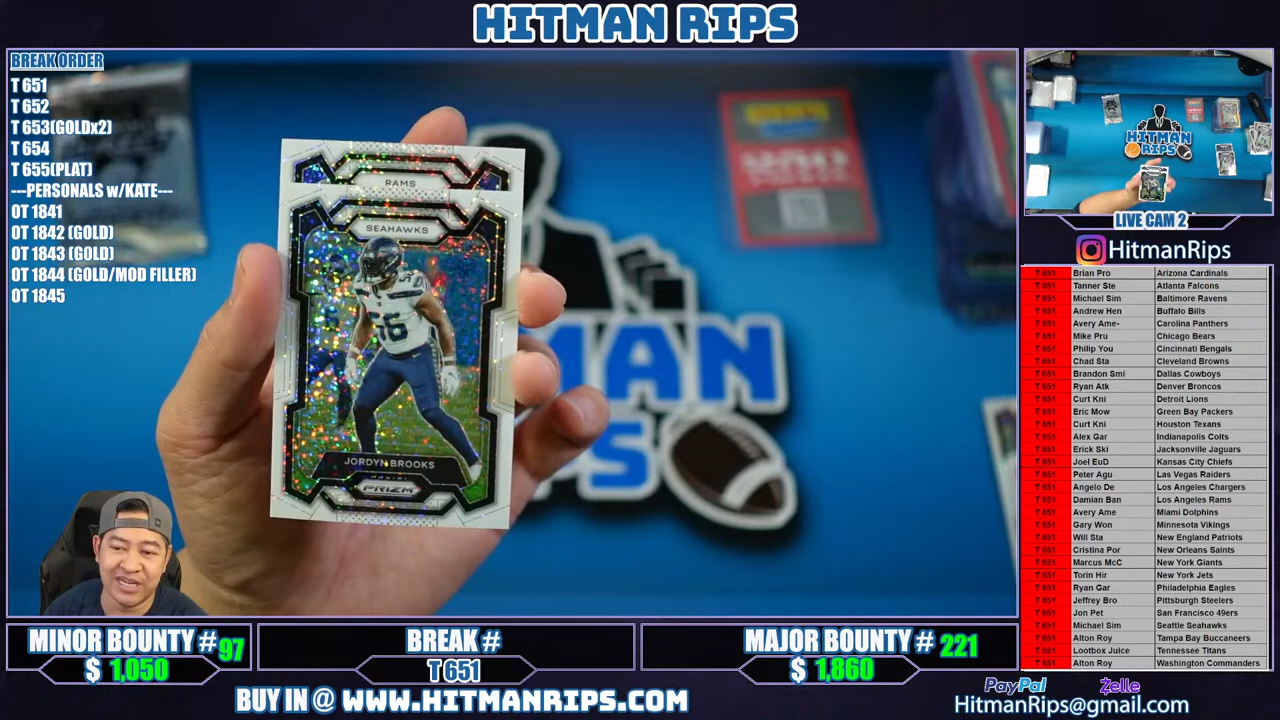 HITMAN RIPS
BREAK ORDER
T 651
T 652
T 653(GOLDx2)
T 654
T 655(PLAT)
---PERSONALS w/KATE---
OT 1841
OT 1842 (GOLD)
OT 1843 (GOLD)
OT 1844 (GOLD/MOD FILLER)
OT 1845
RAMS
SEAHAWKS
56
JORDYN BROOKS
PRIZM
MAN
PS
HITMAN
RIPS
LIVE CAM 2
HitmanRips
T 651 Brian Pro Arizona Cardinals
T 651 Tanner Ste Atlanta Falcons
T 651 Michael Sim Baltimore Ravens
T 651 Andrew Hen Buffalo Bills
T 651 Avery Ame- Carolina Panthers
T 651 Mike Pru Chicago Bears
T 651 Philip You Cincinnati Bengals
T 651 Chad Sta Cleveland Browns
T 651 Brandon Smi Dallas Cowboys
T 651 Ryan Atk Denver Broncos
T 651 Curt Kni Detroit Lions
T 651 Eric Mow Green Bay Packers
T 651 Curt Kni Houston Texans
T 651 Alex Gar Indianapolis Colts
T 651 Erick Ski Jacksonville Jaguars
T 651 Joel EuD Kansas City Chiefs
T 651 Peter Agu Las Vegas Raiders
T 651 Angelo De Los Angeles Chargers
T 651 Damian Ban Los Angeles Rams
T 651 Avery Ame Miami Dolphins
T 651 Gary Won Minnesota Vikings
T 651 Will Sta New England Patriots
T 651 Cristina Por New Orleans Saints
T 651 Marcus McC New York Giants
T 651 Torin Hir New York Jets
T 651 Ryan Gar Philadelphia Eagles
T 651 Jeffrey Bro Pittsburgh Steelers
T 651 Jon Pet San Francisco 49ers
T 651 Michael Sim Seattle Seahawks
T 651 Alton Roy Tampa Bay Buccaneers
T 651 Lootbox Juice Tennessee Titans
T 651 Alton Roy Washington Commanders
MINOR BOUNTY # 97
$ 1,050
BREAK #
T 651
MAJOR BOUNTY # 221
$ 1,860
BUY IN @ WWW.HITMANRIPS.COM
PayPal Zelle
HitmanRips@gmail.com